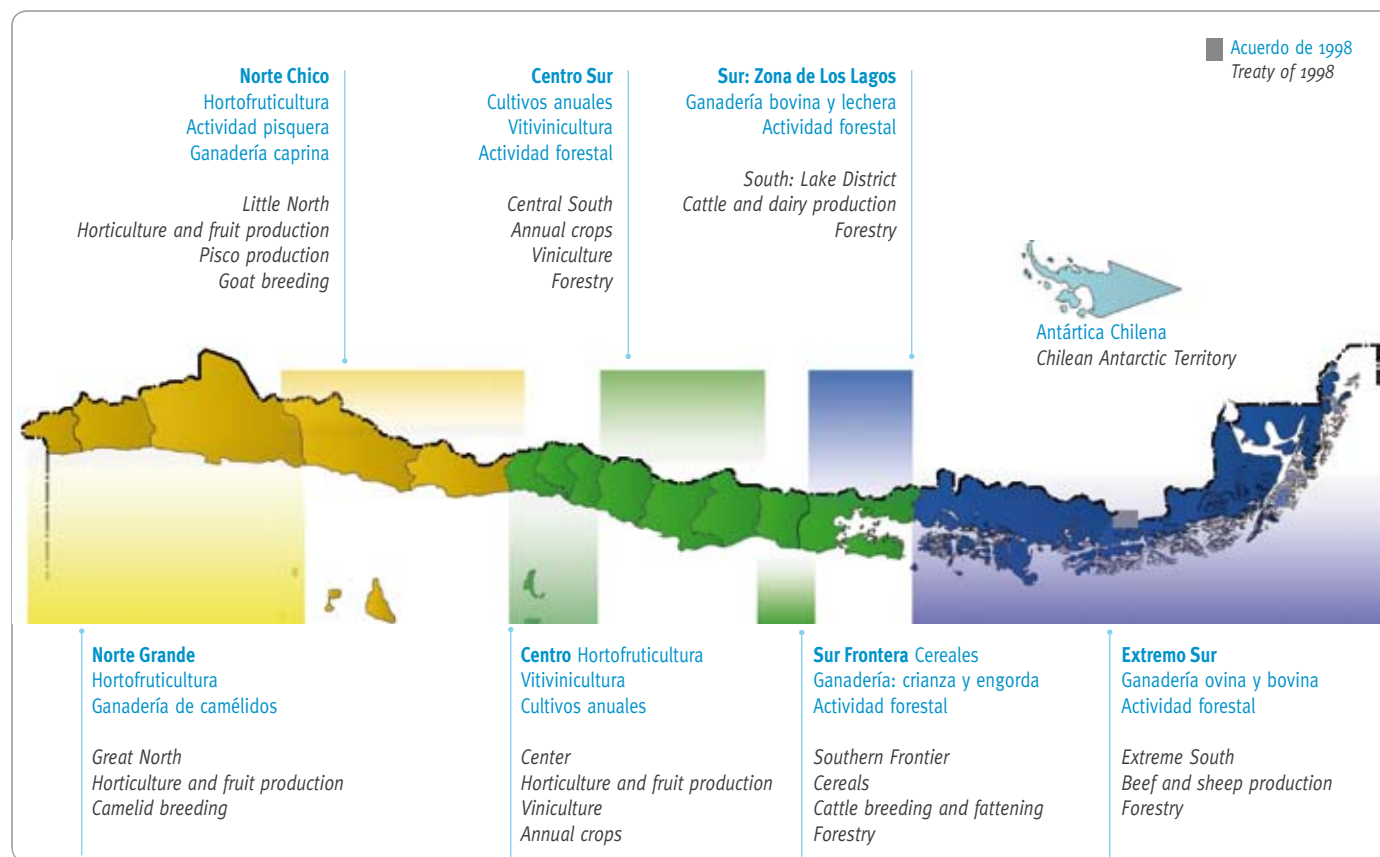 Acuerdo de 1998
Treaty of 1998
Norte Chico
Hortofruticultura
Actividad pisquera
Ganadería caprina
Little North
Horticulture and fruit production
Pisco production
Goat breeding
Centro Sur
Cultivos anuales
Vitivinicultura
Actividad forestal
Central South
Annual crops
Viniculture
Forestry
Sur: Zona de Los Lagos
Ganadería bovina y lechera
Actividad forestal
South: Lake District
Cattle and dairy production
Forestry
Antártica Chilena
Chilean Antarctic Territory
Norte Grande
Hortofruticultura
Ganadería de camélidos
Great North
Horticulture and fruit production
Camelid breeding
Centro Hortofruticultura
Vitivinicultura
Cultivos anuales
Center
Horticulture and fruit production
Viniculture
Annual crops
Sur Frontera Cereales
Ganadería: crianza y engorda
Actividad forestal
Southern Frontier
Cereals
Cattle breeding and fattening
Forestry
Extremo Sur
Ganadería ovina y bovina
Actividad forestal
Extreme South
Beef and sheep production
Forestry